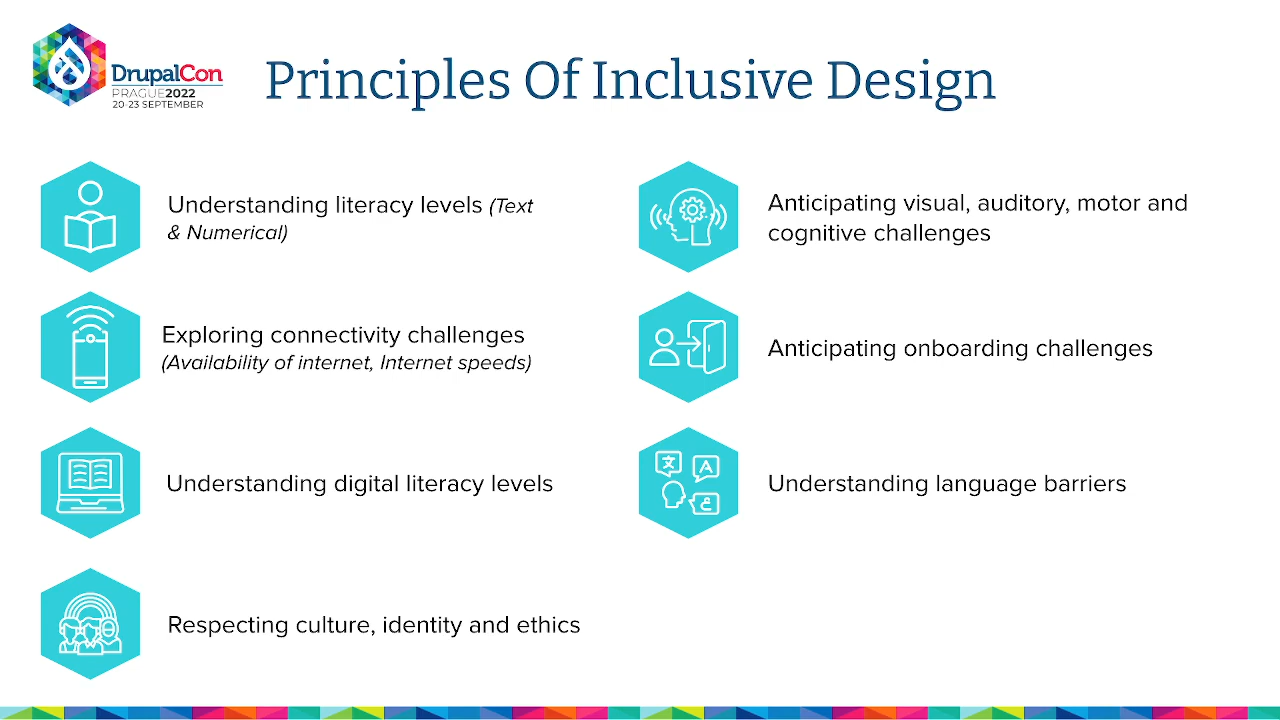 DrupalCon
PRAGUE2022
20-23 SEPTEMBER
Principles Of Inclusive Design
Understanding literacy levels (Text
& Numerical)
Exploring connectivity challenges
(Availability of internet, Internet speeds)
Understanding digital literacy levels
Respecting culture, identity and ethics
Anticipating visual, auditory, motor and
cognitive challenges
Anticipating onboarding challenges
文
A
Understanding language barriers